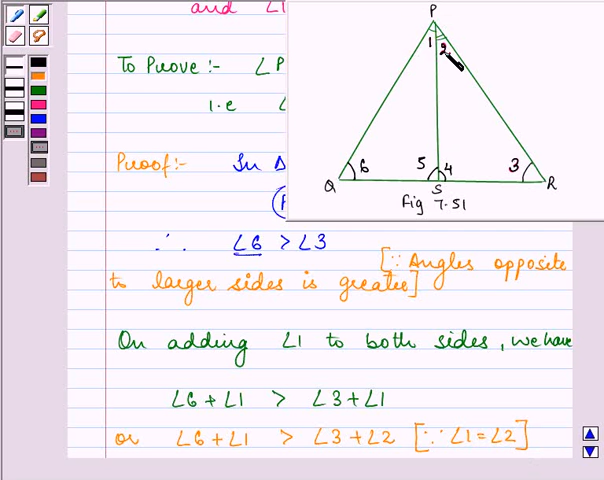 and ∠1
To Prove :- ∠P
i.e ∠
Proof:- In Δ
∴ ∠6 > ∠3
[∵ Angles opposite
to larger sides is greater]
On adding ∠1 to both sides, we have
∠6 + ∠1 > ∠3 + ∠1
or ∠6 + ∠1 > ∠3 + ∠2 [∵ ∠1 = ∠2]
P
1 2
6 5 4 3
Q S R
Fig 7.51